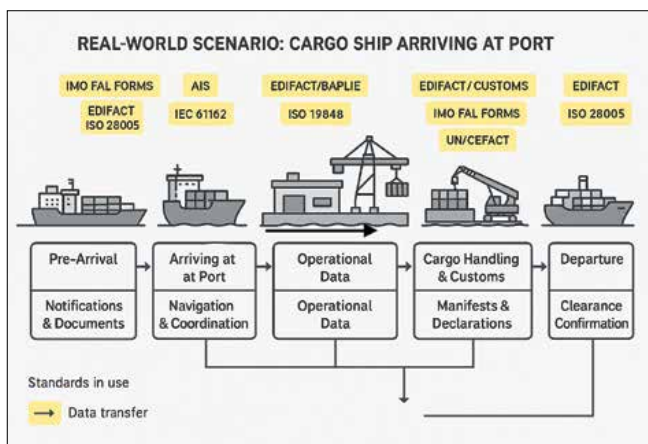 REAL-WORLD SCENARIO: CARGO SHIP ARRIVING AT PORT
IMO FAL FORMS
EDIFACT
ISO 28005
AIS
IEC 61162
EDIFACT/BAPLIE
ISO 19848
EDIFACT/CUSTOMS
IMO FAL FORMS
UN/CEFACT
EDIFACT
ISO 28005
Pre-Arrival
Notifications
& Documents
Arriving at
at Port
Navigation
& Coordination
Operational
Data
Operational
Data
Cargo Handling
& Customs
Manifests &
Declarations
Departure
Clearance
Confirmation
Standards in use
Data transfer